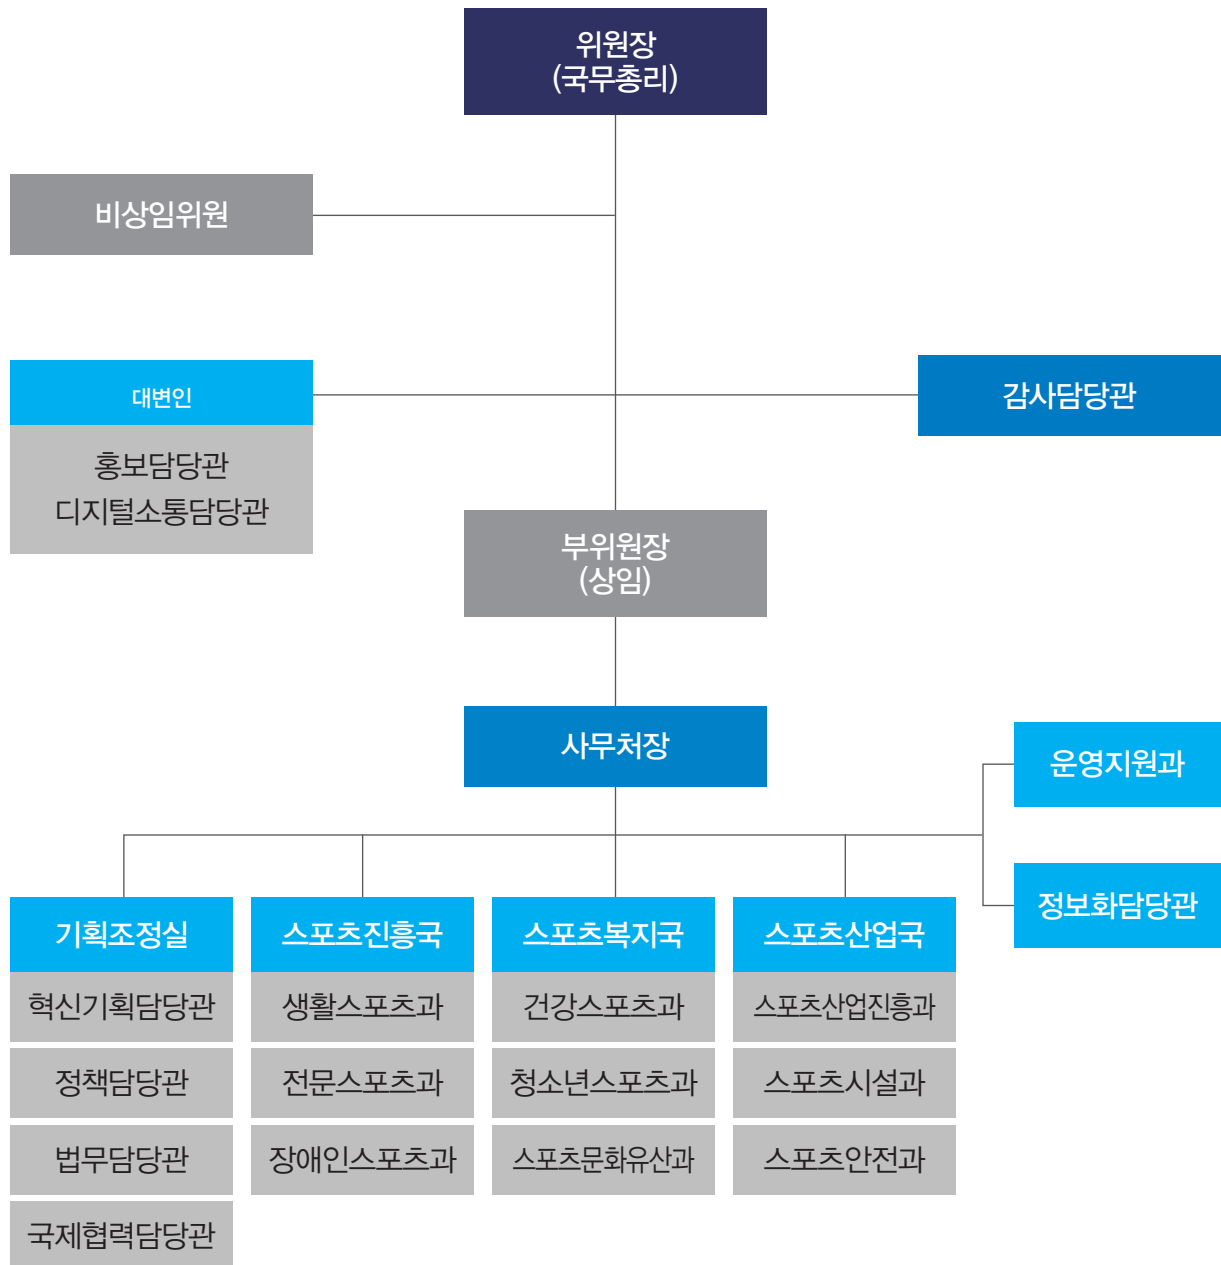 위원장
(국무총리)
비상임위원
대변인
홍보담당관
디지털소통담당관
감사담당관
부위원장
(상임)
사무처장
운영지원과
정보화담당관
기획조정실
혁신기획담당관
정책담당관
법무담당관
국제협력담당관
스포츠진흥국
생활스포츠과
전문스포츠과
장애인스포츠과
스포츠복지국
건강스포츠과
청소년스포츠과
스포츠문화유산과
스포츠산업국
스포츠산업진흥과
스포츠시설과
스포츠안전과